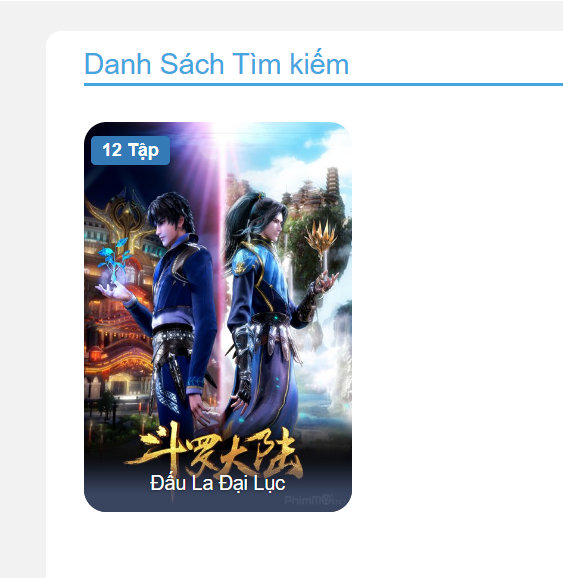 Danh Sách Tìm kiếm
12 Tập
斗罗大陆
Đấu La Đại Lục